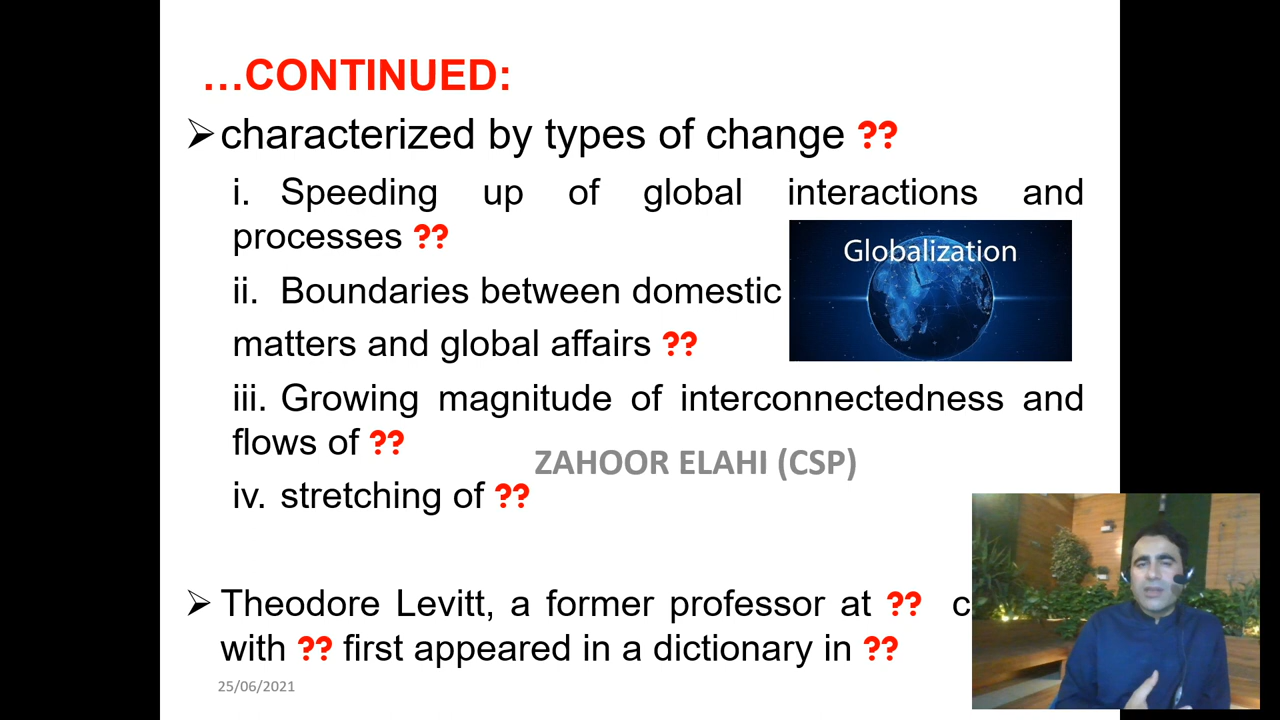 …CONTINUED:
➢characterized by types of change ??
i. Speeding up of global interactions and
processes ??
Globalization
ii. Boundaries between domestic
matters and global affairs ??
iii. Growing magnitude of interconnectedness and
flows of ??
ZAHOOR ELAHI (CSP)
iv. stretching of ??
➢ Theodore Levitt, a former professor at ?? c
with ?? first appeared in a dictionary in ??
25/06/2021